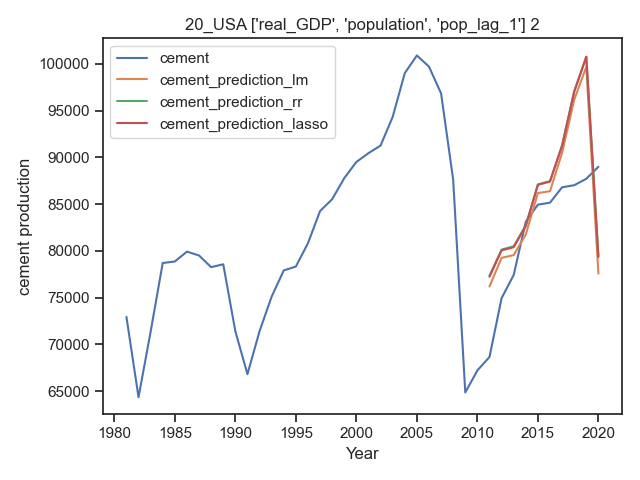 20_USA ['real_GDP', 'population', 'pop_lag_1'] 2
cement
cement_prediction_lm
cement_prediction_rr
cement_prediction_lasso
cement production
100000
95000
90000
85000
80000
75000
70000
65000
1980 1985 1990 1995 2000 2005 2010 2015 2020
Year